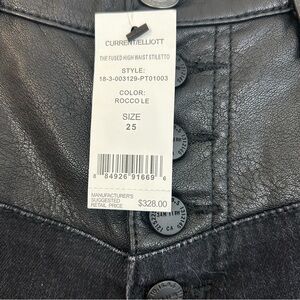 CURRENT/ELLIOTT
THE FUSED HIGH WAIST STILETTO
STYLE:
18-3-003129-PT01003
COLOR:
ROCCO LE
SIZE
25
8 84926 91669 6
MANUFACTURER'S
SUGGESTED
RETAIL PRICE
$328.00